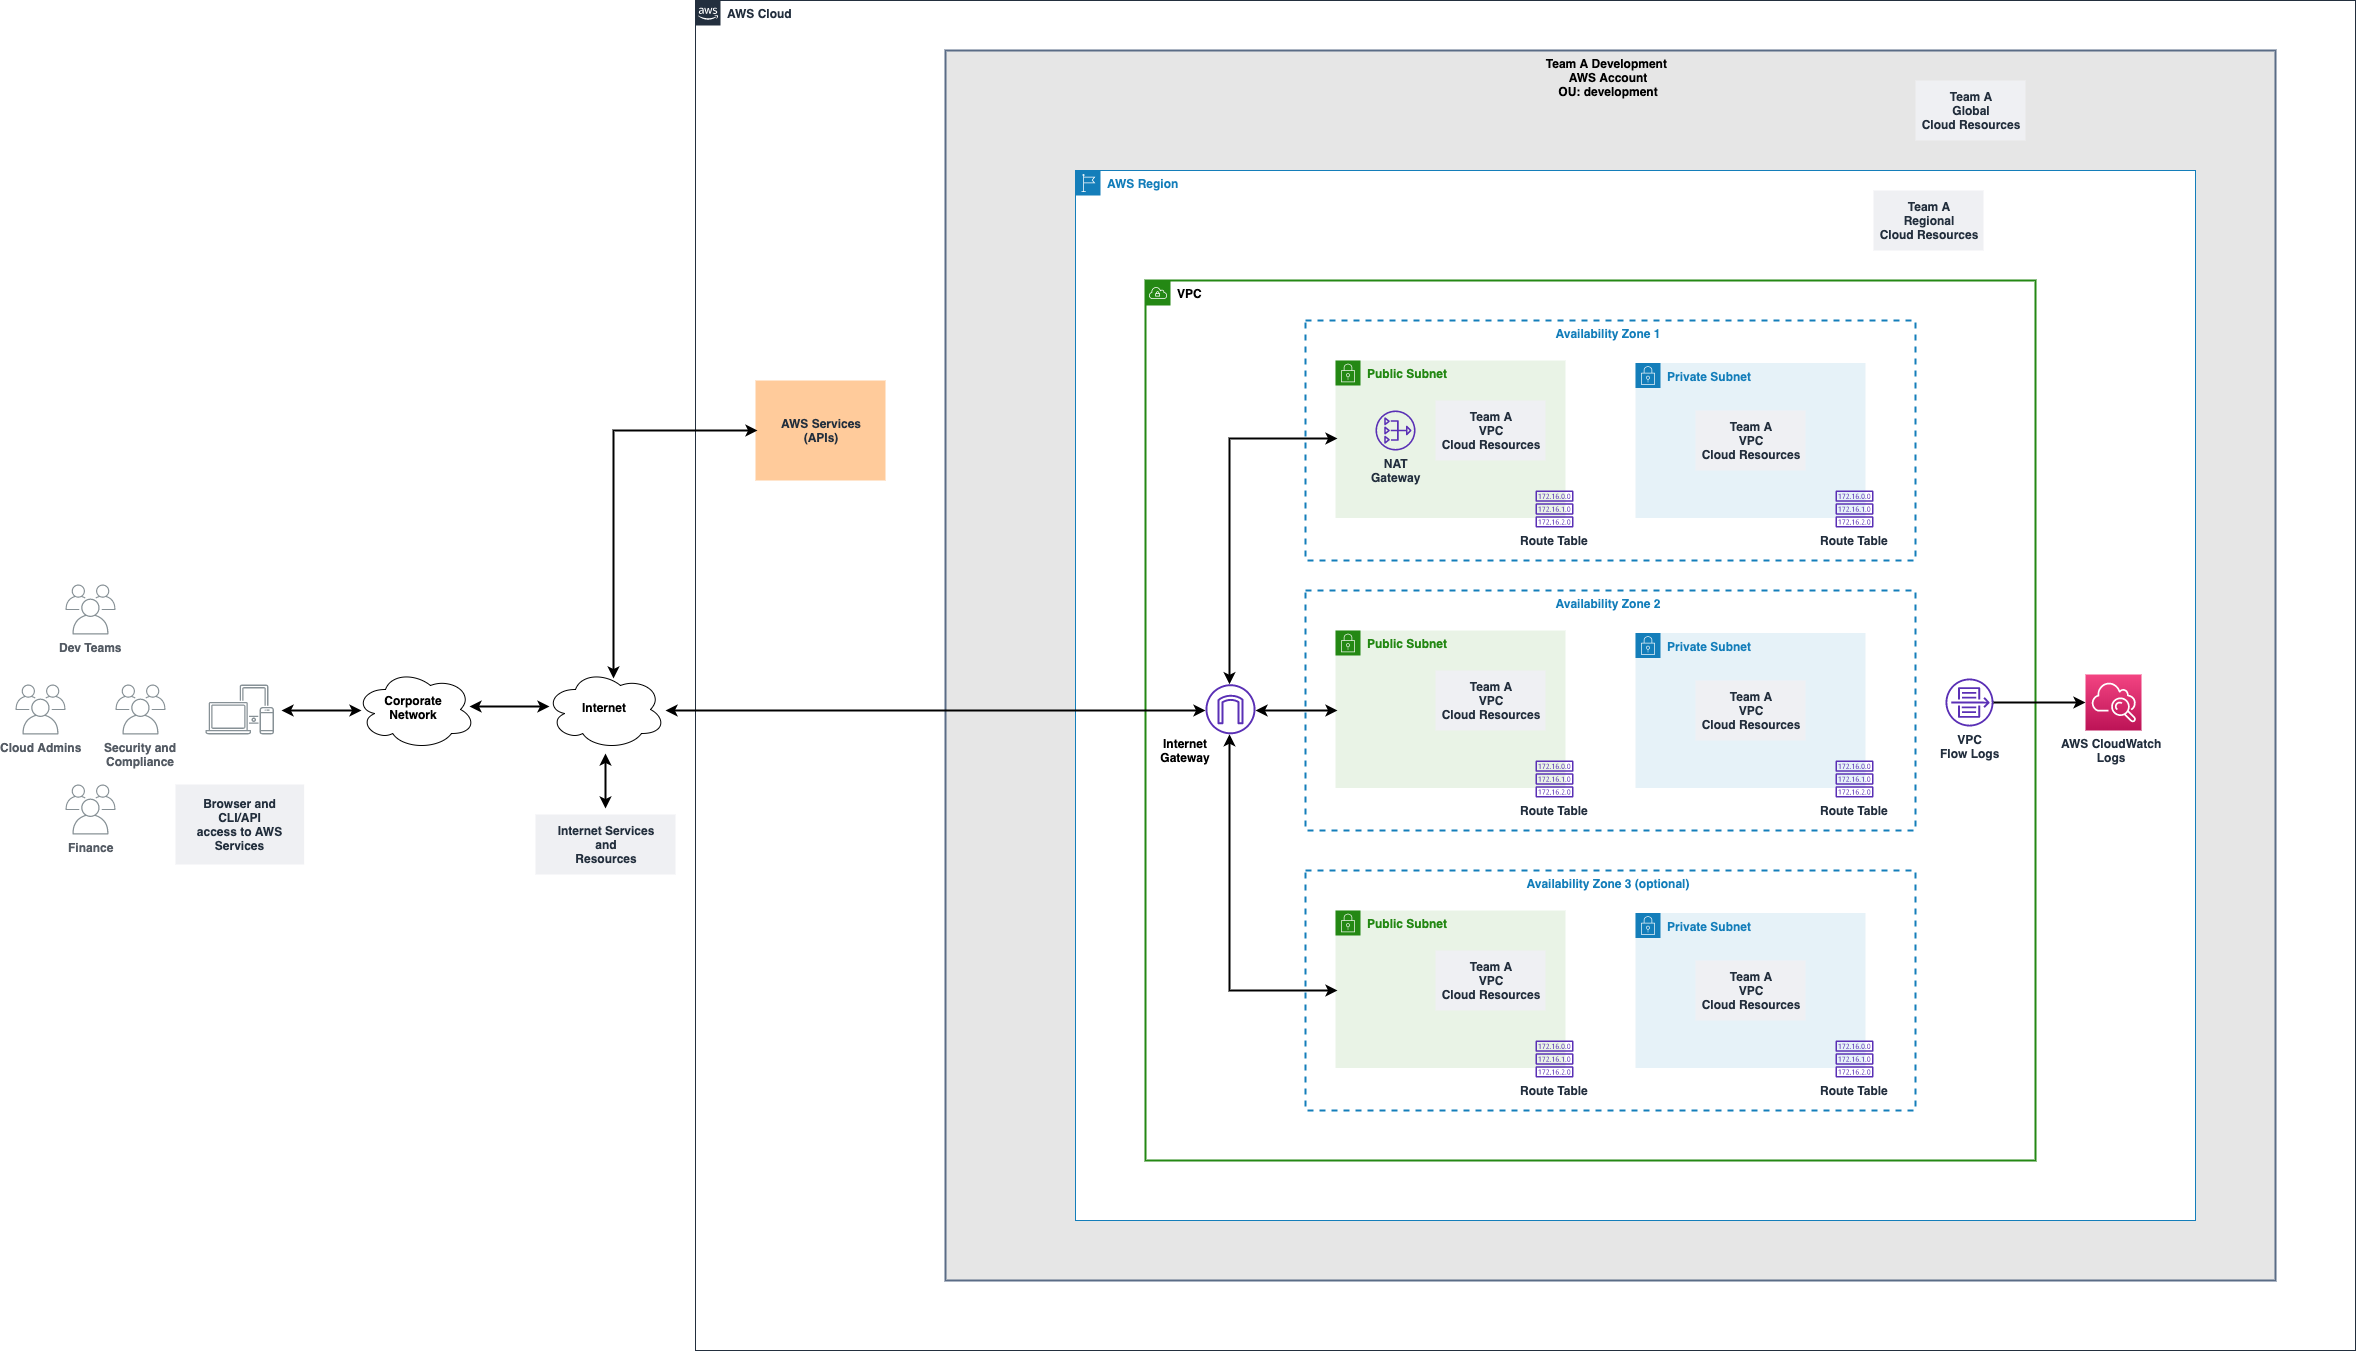 aws
AWS Cloud
Team A Development
AWS Account
OU: development
Team A
Global
Cloud Resources
AWS Region
Team A
Regional
Cloud Resources
VPC
Availability Zone 1
Public Subnet
NAT
Gateway
Team A
VPC
Cloud Resources
172.16.0.0
172.16.1.0
172.16.2.0
Route Table
Private Subnet
Team A
VPC
Cloud Resources
172.16.0.0
172.16.1.0
172.16.2.0
Route Table
AWS Services
(APIs)
Availability Zone 2
Public Subnet
Team A
VPC
Cloud Resources
172.16.0.0
172.16.1.0
172.16.2.0
Route Table
Private Subnet
Team A
VPC
Cloud Resources
172.16.0.0
172.16.1.0
172.16.2.0
Route Table
Dev Teams
Cloud Admins
Security and
Compliance
Finance
Browser and
CLI/API
access to AWS
Services
Corporate
Network
Internet
Internet Services
and
Resources
Internet
Gateway
VPC
Flow Logs
AWS CloudWatch
Logs
Availability Zone 3 (optional)
Public Subnet
Team A
VPC
Cloud Resources
172.16.0.0
172.16.1.0
172.16.2.0
Route Table
Private Subnet
Team A
VPC
Cloud Resources
172.16.0.0
172.16.1.0
172.16.2.0
Route Table